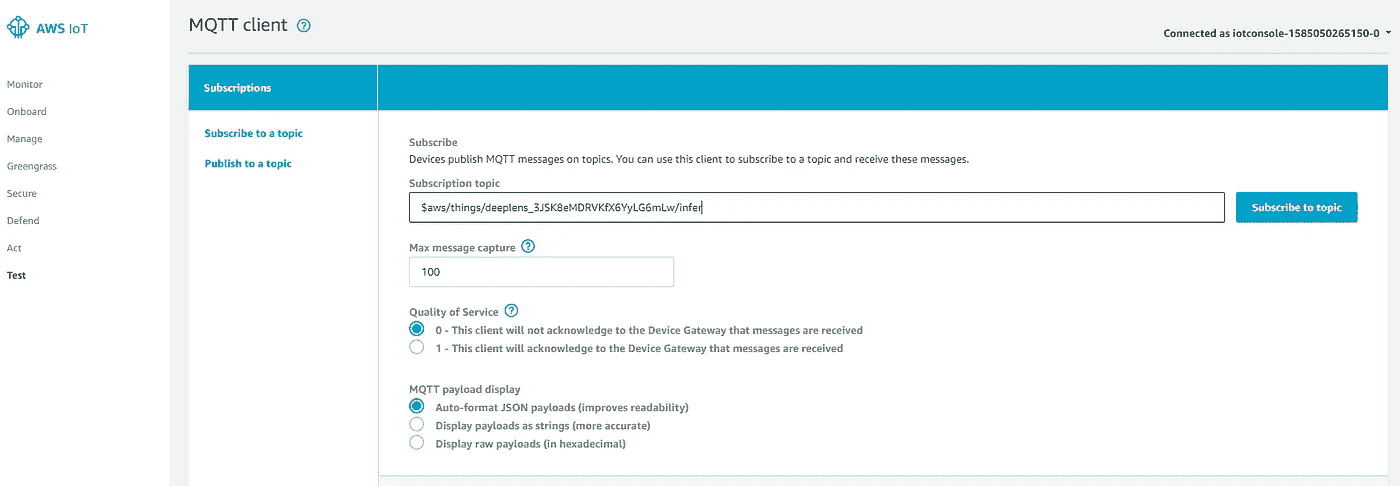 AWS IoT
Monitor
Onboard
Manage
Greengrass
Secure
Defend
Act
Test
MQTT client ?
Connected as iotconsole-1585050265150-0
Subscriptions
Subscribe to a topic
Publish to a topic
Subscribe
Devices publish MQTT messages on topics. You can use this client to subscribe to a topic and receive these messages.
Subscription topic
$aws/things/deeplens_3JSK8eMDRVKfX6YyLG6mLw/infer
Subscribe to topic
Max message capture ?
100
Quality of Service ?
0 - This client will not acknowledge to the Device Gateway that messages are received
1 - This client will acknowledge to the Device Gateway that messages are received
MQTT payload display
Auto-format JSON payloads (improves readability)
Display payloads as strings (more accurate)
Display raw payloads (in hexadecimal)